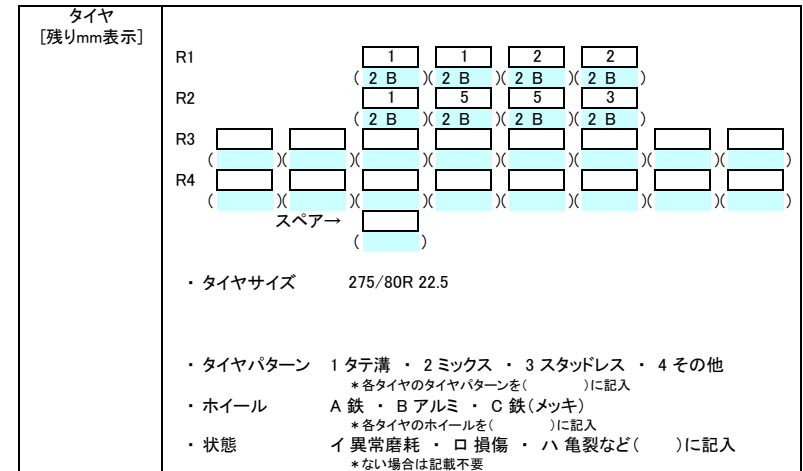 タイヤ
[残りmm表示]
R1 1 1 2 2
( 2 B )( 2 B )( 2 B )( 2 B )
R2 1 5 5 3
( 2 B )( 2 B )( 2 B )( 2 B )
R3
( )( )( )( )( )( )( )( )
R4
( )( )( )( )( )( )( )( )
スペア→
( )
・ タイヤサイズ 275/80R 22.5
・ タイヤパターン 1 タテ溝 ・ 2 ミックス ・ 3 スタッドレス ・ 4 その他
＊各タイヤのタイヤパターンを( )に記入
・ ホイール A 鉄 ・ B アルミ ・ C 鉄(メッキ)
＊各タイヤのホイールを( )に記入
・ 状態 イ 異常磨耗 ・ ロ 損傷 ・ ハ 亀裂など( )に記入
＊ない場合は記載不要